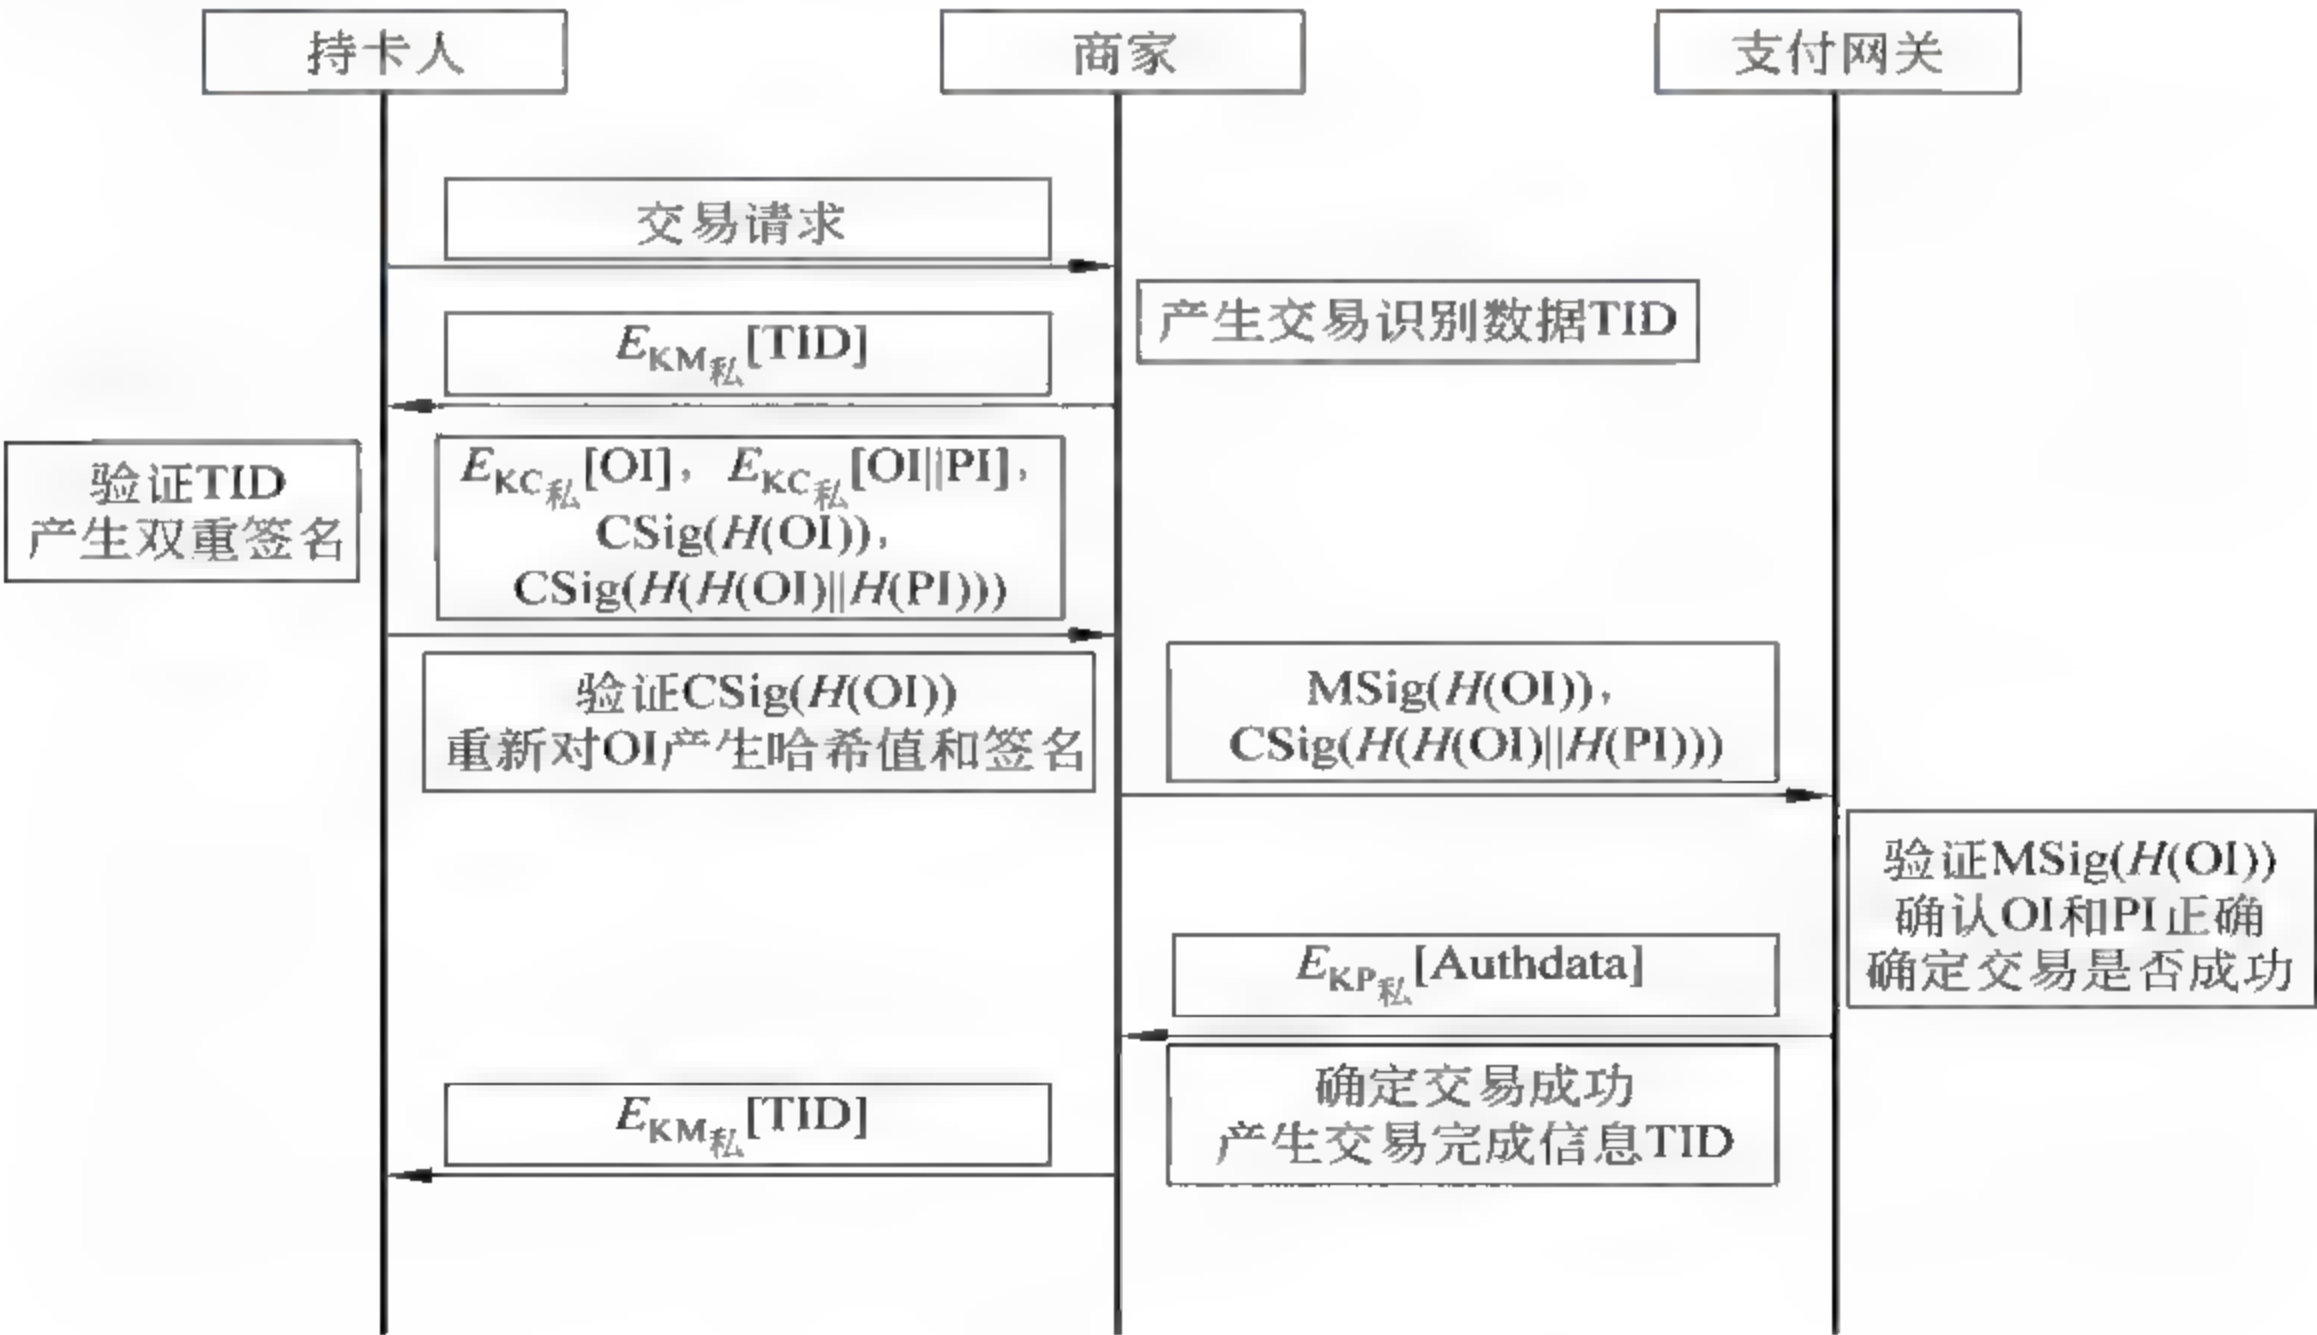 持卡人
商家
支付网关
交易请求
产生交易识别数据TID
E_KM私[TID]
验证TID
产生双重签名
E_KC私[OI]，E_KC私[OI||PI]，
CSig(H(OI))，
CSig(H(H(OI)||H(PI)))
验证CSig(H(OI))
重新对OI产生哈希值和签名
MSig(H(OI))，
CSig(H(H(OI)||H(PI)))
验证MSig(H(OI))
确认OI和PI正确
确定交易是否成功
E_KP私[Authdata]
确定交易成功
产生交易完成信息TID
E_KM私[TID]